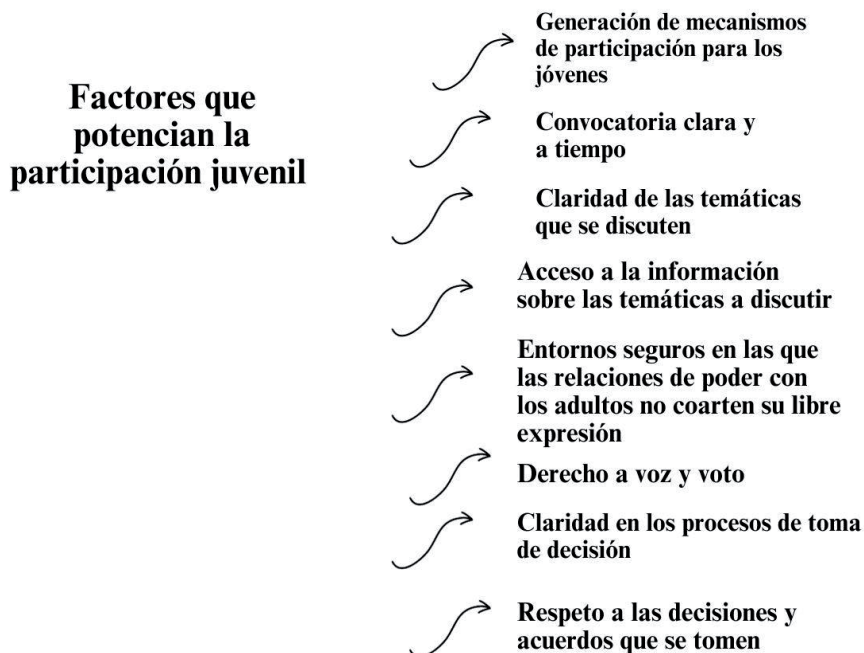 Factores que
potencian la
participación juvenil
Generación de mecanismos
de participación para los
jóvenes
Convocatoria clara y
a tiempo
Claridad de las temáticas
que se discuten
Acceso a la información
sobre las temáticas a discutir
Entornos seguros en las que
las relaciones de poder con
los adultos no coarten su libre
expresión
Derecho a voz y voto
Claridad en los procesos de toma
de decisión
Respeto a las decisiones y
acuerdos que se tomen